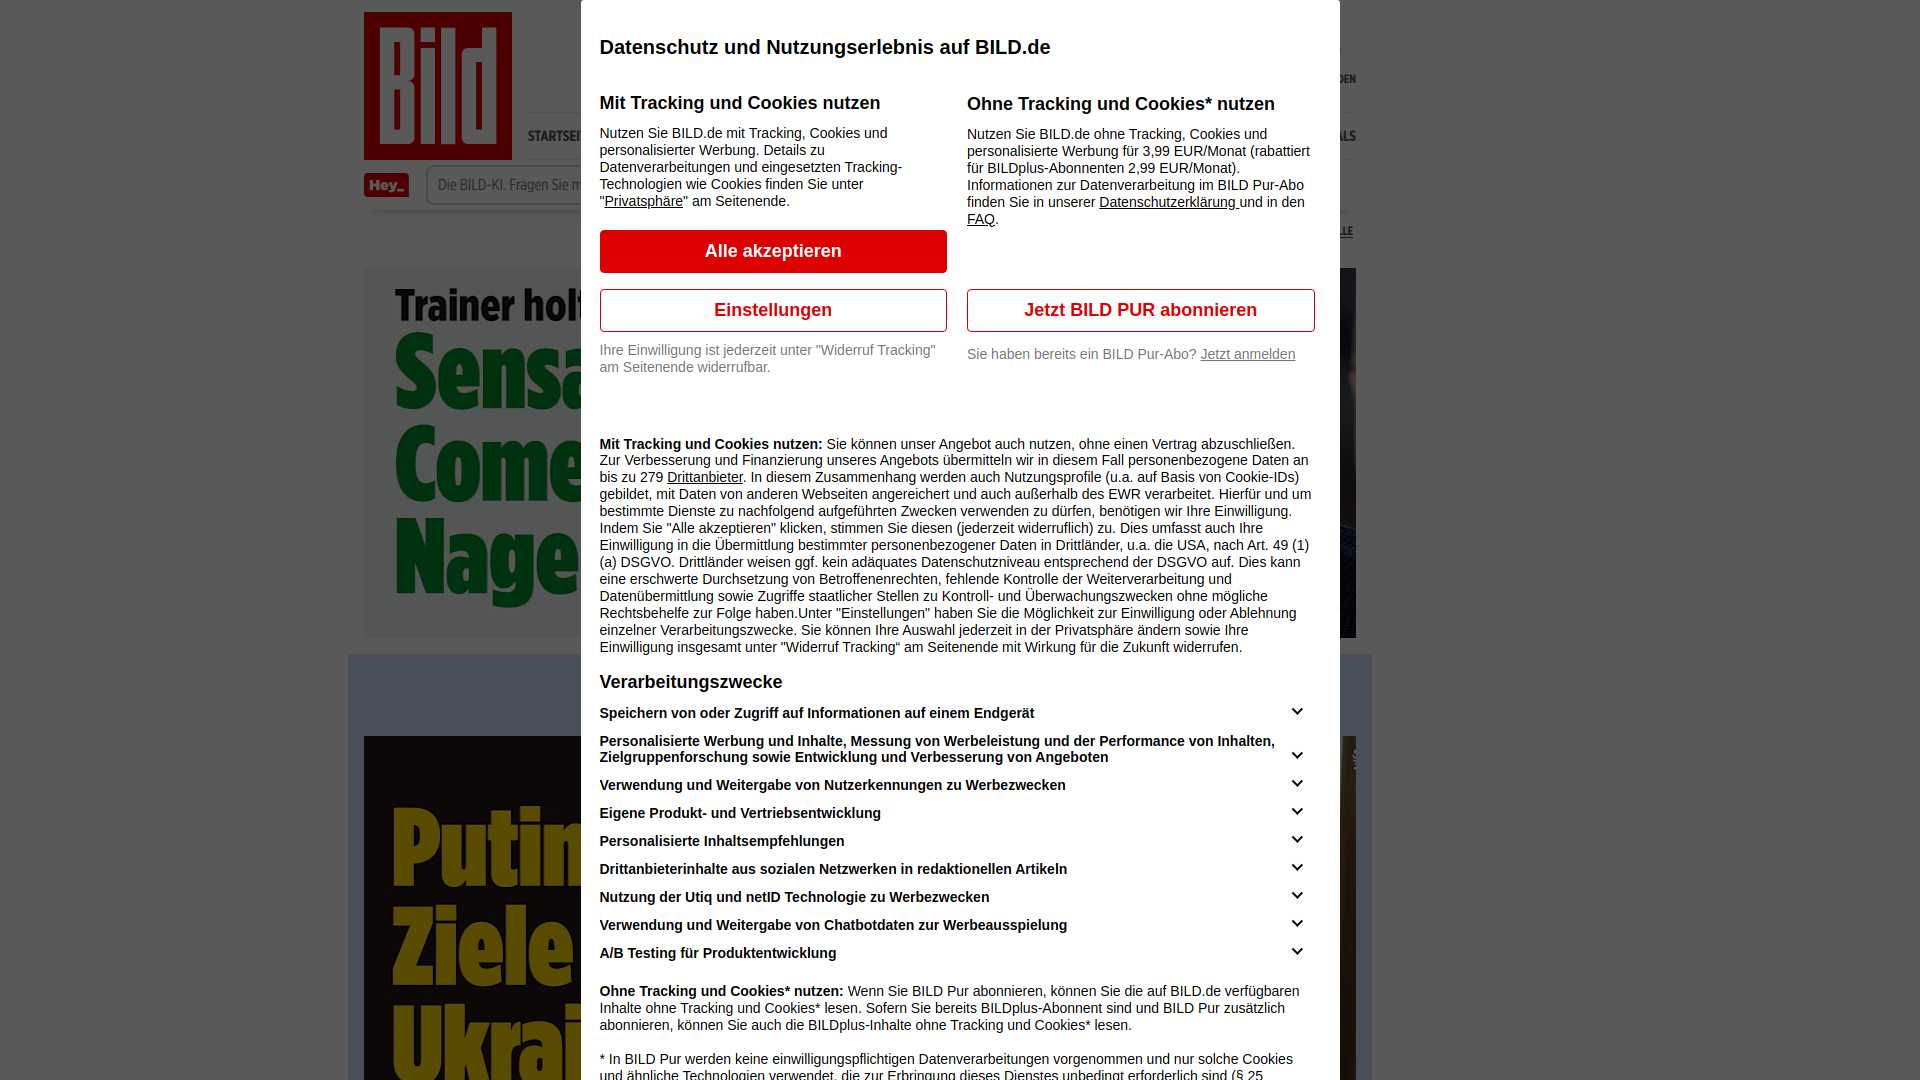 Bild
STARTSEI
Hey_
Die BILD-KI. Fragen Sie m
Trainer holt
Sensa
Come
Nage
Putin
Ziele
Ukrai
Datenschutz und Nutzungserlebnis auf BILD.de
Mit Tracking und Cookies nutzen
Nutzen Sie BILD.de mit Tracking, Cookies und
personalisierter Werbung. Details zu
Datenverarbeitungen und eingesetzten Tracking-
Technologien wie Cookies finden Sie unter
"Privatsphäre" am Seitenende.
Alle akzeptieren
Einstellungen
Ihre Einwilligung ist jederzeit unter "Widerruf Tracking"
am Seitenende widerrufbar.
Ohne Tracking und Cookies* nutzen
Nutzen Sie BILD.de ohne Tracking, Cookies und
personalisierte Werbung für 3,99 EUR/Monat (rabattiert
für BILDplus-Abonnenten 2,99 EUR/Monat).
Informationen zur Datenverarbeitung im BILD Pur-Abo
finden Sie in unserer Datenschutzerklärung und in den
FAQ.
Jetzt BILD PUR abonnieren
Sie haben bereits ein BILD Pur-Abo? Jetzt anmelden
Mit Tracking und Cookies nutzen: Sie können unser Angebot auch nutzen, ohne einen Vertrag abzuschließen.
Zur Verbesserung und Finanzierung unseres Angebots übermitteln wir in diesem Fall personenbezogene Daten an
bis zu 279 Drittanbieter. In diesem Zusammenhang werden auch Nutzungsprofile (u.a. auf Basis von Cookie-IDs)
gebildet, mit Daten von anderen Webseiten angereichert und auch außerhalb des EWR verarbeitet. Hierfür und um
bestimmte Dienste zu nachfolgend aufgeführten Zwecken verwenden zu dürfen, benötigen wir Ihre Einwilligung.
Indem Sie "Alle akzeptieren" klicken, stimmen Sie diesen (jederzeit widerruflich) zu. Dies umfasst auch Ihre
Einwilligung in die Übermittlung bestimmter personenbezogener Daten in Drittländer, u.a. die USA, nach Art. 49 (1)
(a) DSGVO. Drittländer weisen ggf. kein adäquates Datenschutzniveau entsprechend der DSGVO auf. Dies kann
eine erschwerte Durchsetzung von Betroffenenrechten, fehlende Kontrolle der Weiterverarbeitung und
Datenübermittlung sowie Zugriffe staatlicher Stellen zu Kontroll- und Überwachungszwecken ohne mögliche
Rechtsbehelfe zur Folge haben.Unter "Einstellungen" haben Sie die Möglichkeit zur Einwilligung oder Ablehnung
einzelner Verarbeitungszwecke. Sie können Ihre Auswahl jederzeit in der Privatsphäre ändern sowie Ihre
Einwilligung insgesamt unter "Widerruf Tracking“ am Seitenende mit Wirkung für die Zukunft widerrufen.
Verarbeitungszwecke
Speichern von oder Zugriff auf Informationen auf einem Endgerät
Personalisierte Werbung und Inhalte, Messung von Werbeleistung und der Performance von Inhalten,
Zielgruppenforschung sowie Entwicklung und Verbesserung von Angeboten
Verwendung und Weitergabe von Nutzerkennungen zu Werbezwecken
Eigene Produkt- und Vertriebsentwicklung
Personalisierte Inhaltsempfehlungen
Drittanbieterinhalte aus sozialen Netzwerken in redaktionellen Artikeln
Nutzung der Utiq und netID Technologie zu Werbezwecken
Verwendung und Weitergabe von Chatbotdaten zur Werbeausspielung
A/B Testing für Produktentwicklung
Ohne Tracking und Cookies* nutzen: Wenn Sie BILD Pur abonnieren, können Sie die auf BILD.de verfügbaren
Inhalte ohne Tracking und Cookies* lesen. Sofern Sie bereits BILDplus-Abonnent sind und BILD Pur zusätzlich
abonnieren, können Sie auch die BILDplus-Inhalte ohne Tracking und Cookies* lesen.
* In BILD Pur werden keine einwilligungspflichtigen Datenverarbeitungen vorgenommen und nur solche Cookies
und ähnliche Technologien verwendet, die zur Erbringung dieses Dienstes unbedingt erforderlich sind (§ 25
DEN
ALS
LLE